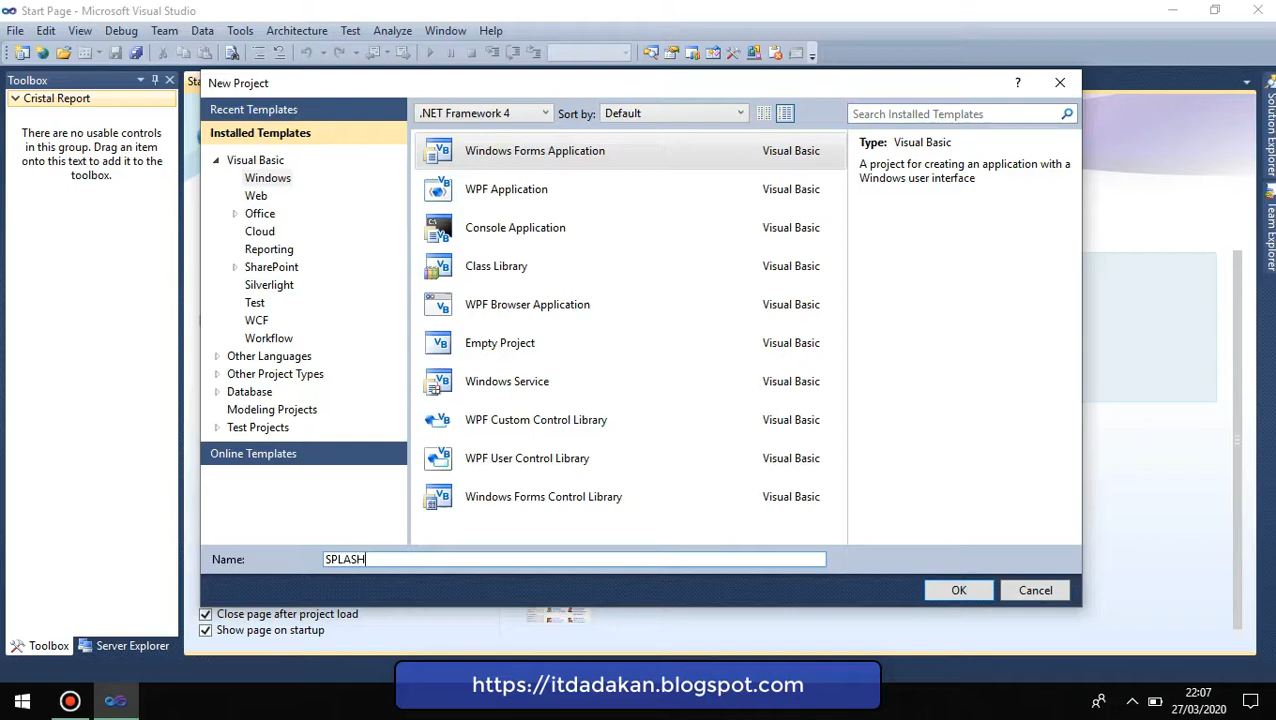 Start Page - Microsoft Visual Studio
File Edit View Debug Team Data Tools Architecture Test Analyze Window Help
Toolbox
Cristal Report
There are no usable controls
in this group. Drag an item
onto this text to add it to the
toolbox.
Toolbox Server Explorer
Sta
New Project
?
Recent Templates
Installed Templates
Visual Basic
Windows
Web
Office
Cloud
Reporting
SharePoint
Silverlight
Test
WCF
Workflow
Other Languages
Other Project Types
Database
Modeling Projects
Test Projects
Online Templates
.NET Framework 4 Sort by: Default
Windows Forms Application Visual Basic
WPF Application Visual Basic
Console Application Visual Basic
Class Library Visual Basic
WPF Browser Application Visual Basic
Empty Project Visual Basic
Windows Service Visual Basic
WPF Custom Control Library Visual Basic
WPF User Control Library Visual Basic
Windows Forms Control Library Visual Basic
Search Installed Templates
Type: Visual Basic
A project for creating an application with a
Windows user interface
Name: SPLASH
OK Cancel
Close page after project load
Show page on startup
Solution Explorer
Team Explorer
https://itdadakan.blogspot.com
22:07
27/03/2020